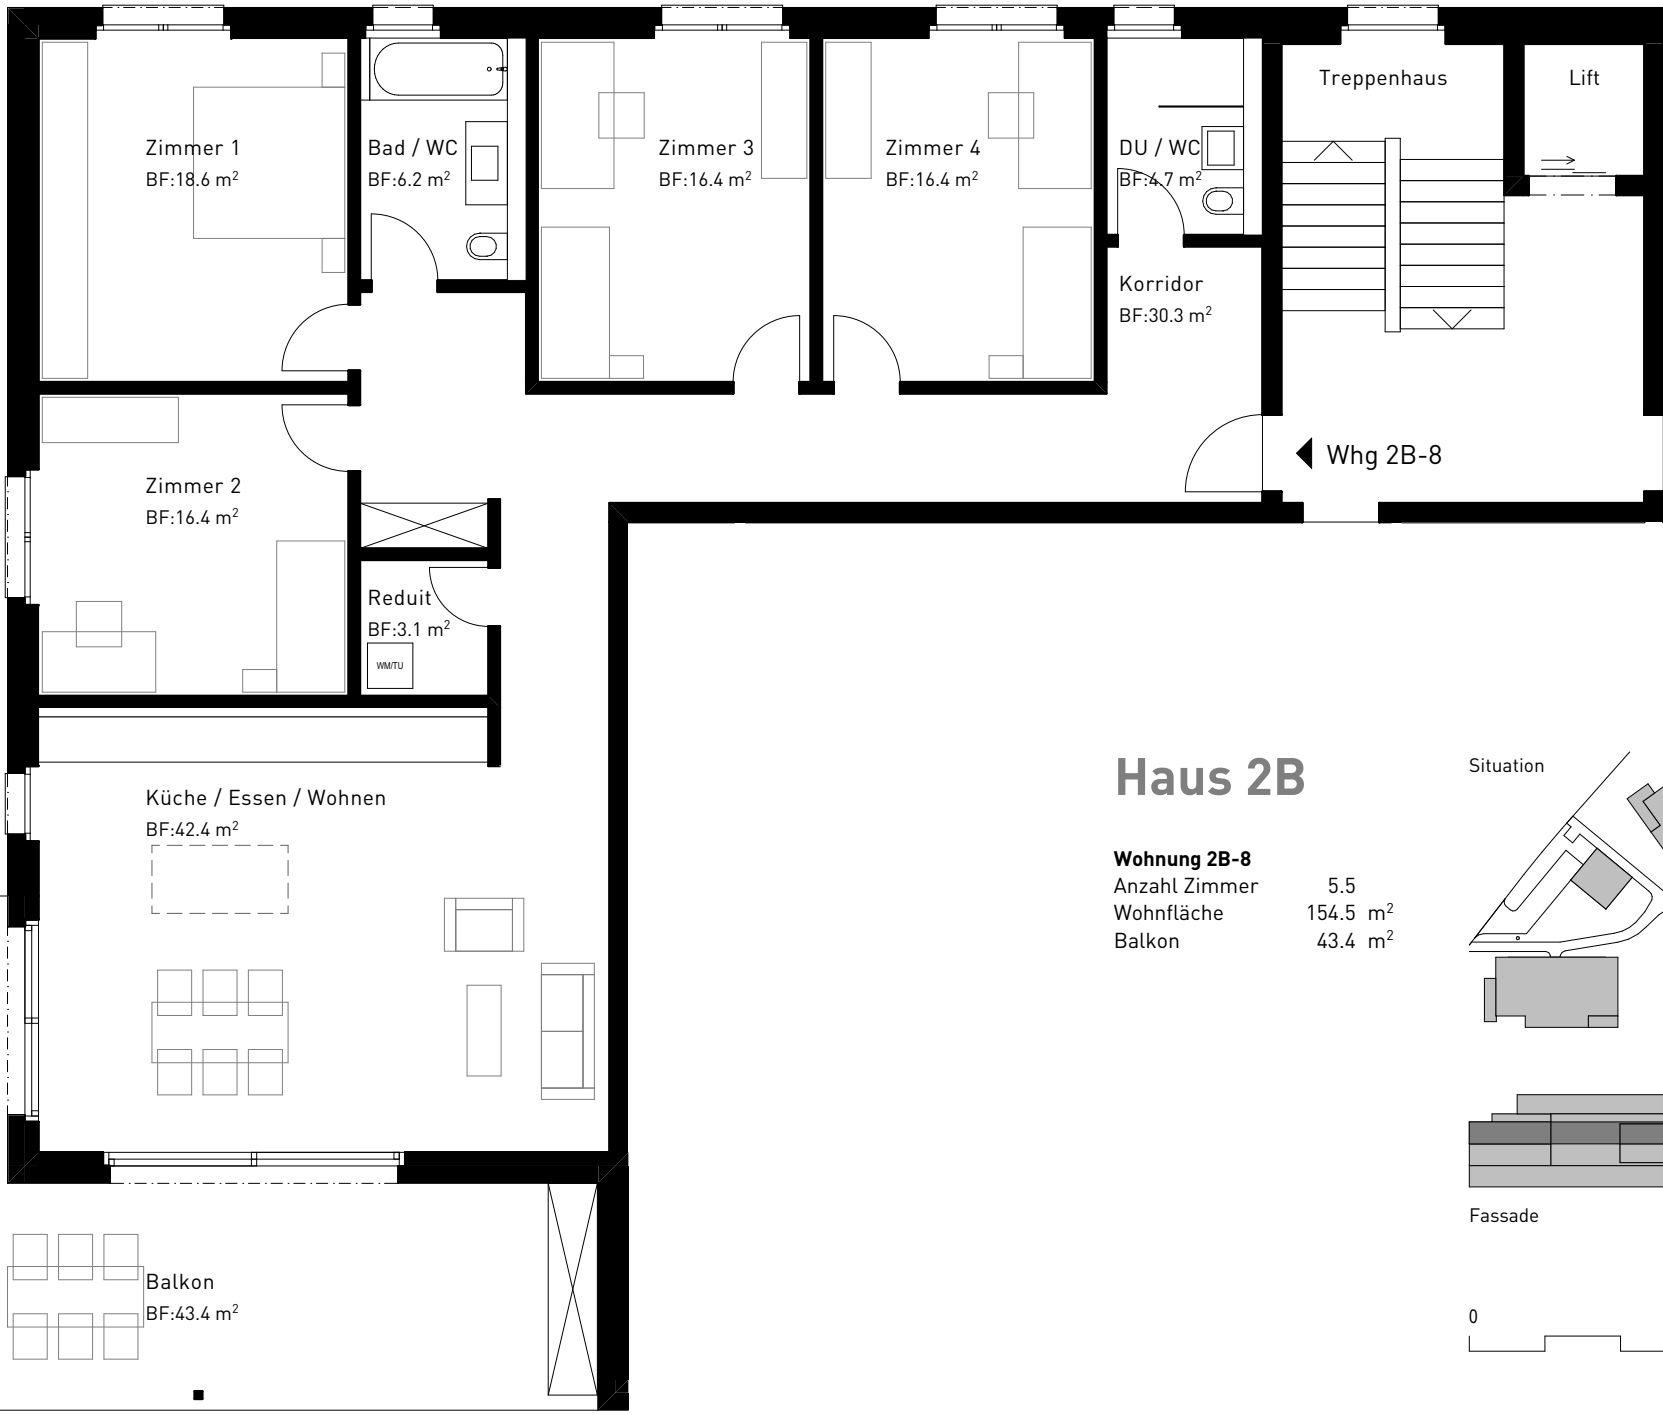 Treppenhaus
Lift
Zimmer 1
BF:18.6 m²
Bad / WC
BF:6.2 m²
Zimmer 3
BF:16.4 m²
Zimmer 4
BF:16.4 m²
DU / WC
BF:4.7 m²
Korridor
BF:30.3 m²
Whg 2B-8
Zimmer 2
BF:16.4 m²
Reduit
BF:3.1 m²
WM/TU
Küche / Essen / Wohnen
BF:42.4 m²
Haus 2B
Wohnung 2B-8
Anzahl Zimmer 5.5
Wohnfläche 154.5 m²
Balkon 43.4 m²
Situation
Fassade
0
Balkon
BF:43.4 m²